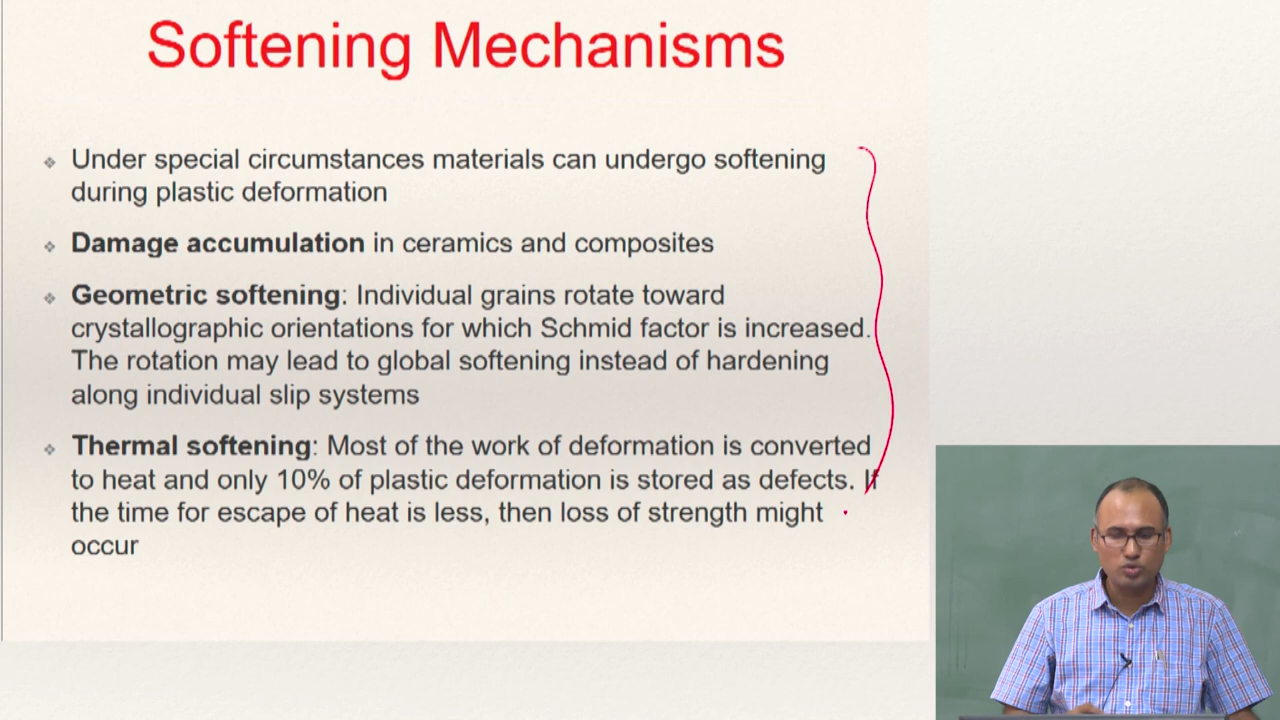 Softening Mechanisms
Under special circumstances materials can undergo softening
during plastic deformation
Damage accumulation in ceramics and composites
Geometric softening: Individual grains rotate toward
crystallographic orientations for which Schmid factor is increased.
The rotation may lead to global softening instead of hardening
along individual slip systems
Thermal softening: Most of the work of deformation is converted
to heat and only 10% of plastic deformation is stored as defects. If
the time for escape of heat is less, then loss of strength might
occur